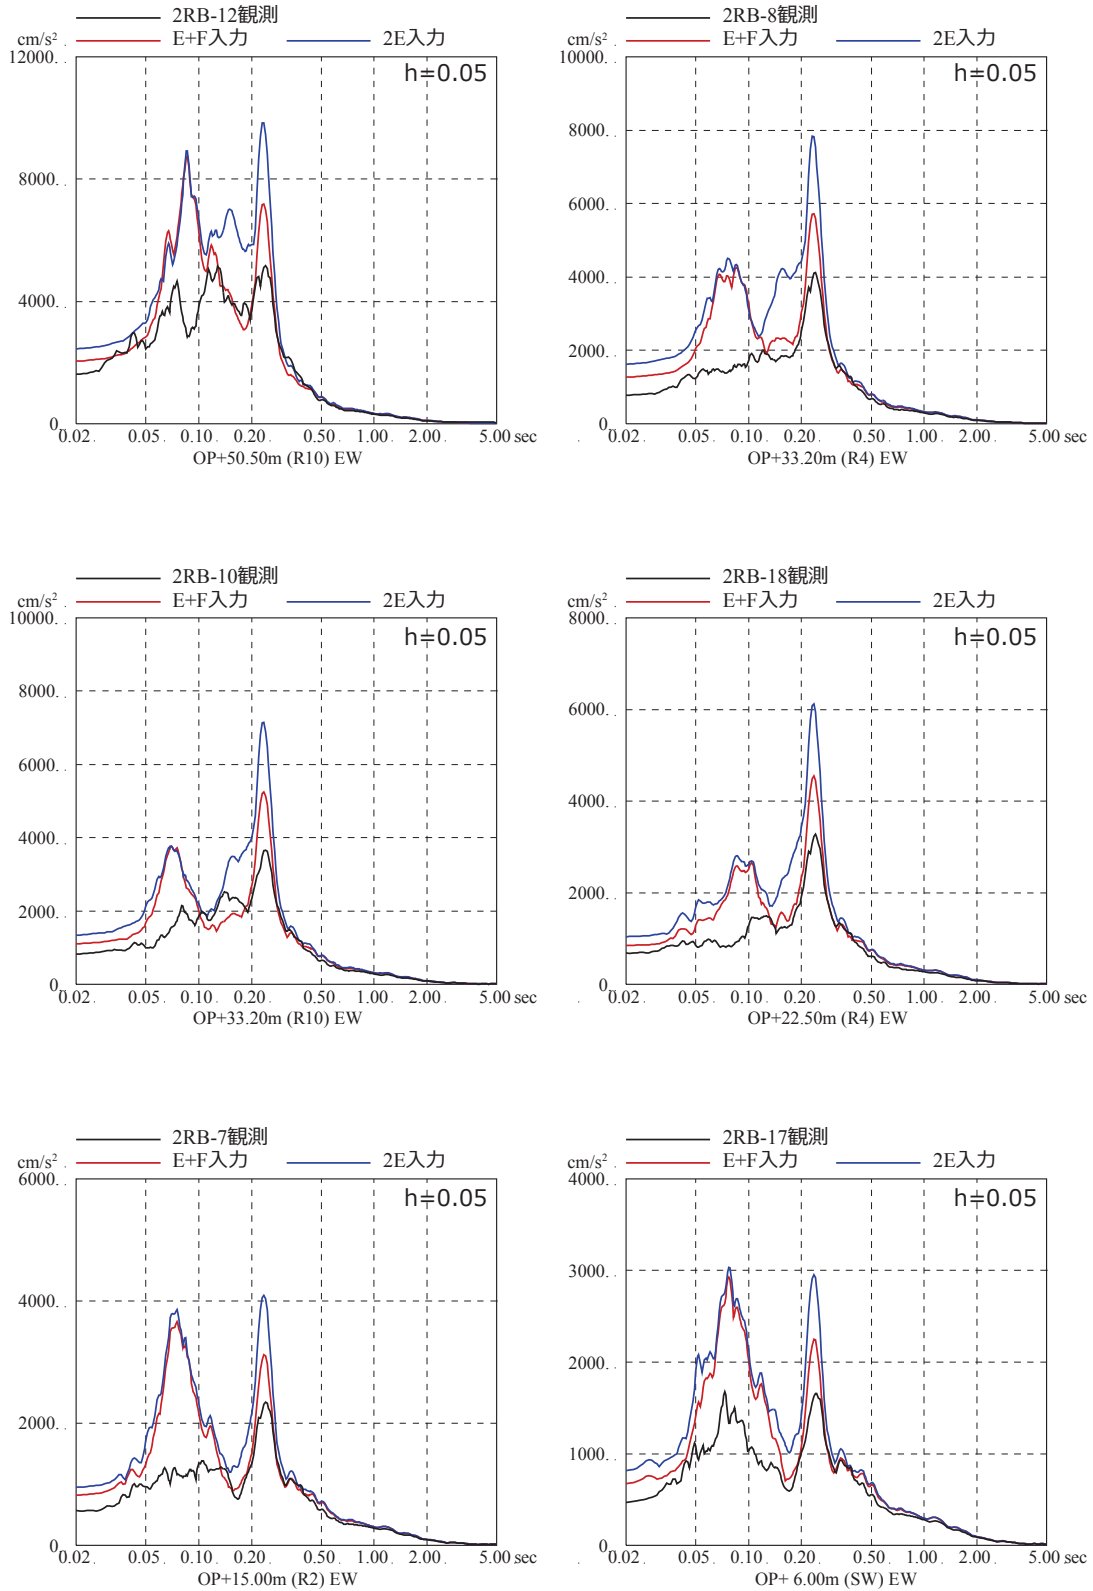 2RB-12観測
cm/s² E+F入力 2E入力
12000.
h=0.05
8000.
4000.
0.
0.02 0.05 0.10 0.20 0.50 1.00 2.00 5.00 sec
OP+50.50m (R10) EW
2RB-8観測
cm/s² E+F入力 2E入力
10000.
h=0.05
8000.
6000.
4000.
2000.
0.
0.02 0.05 0.10 0.20 0.50 1.00 2.00 5.00 sec
OP+33.20m (R4) EW
2RB-10観測
cm/s² E+F入力 2E入力
10000.
h=0.05
8000.
6000.
4000.
2000.
0.
0.02 0.05 0.10 0.20 0.50 1.00 2.00 5.00 sec
OP+33.20m (R10) EW
2RB-18観測
cm/s² E+F入力 2E入力
8000.
h=0.05
6000.
4000.
2000.
0.
0.02 0.05 0.10 0.20 0.50 1.00 2.00 5.00 sec
OP+22.50m (R4) EW
2RB-7観測
cm/s² E+F入力 2E入力
6000.
h=0.05
4000.
2000.
0.
0.02 0.05 0.10 0.20 0.50 1.00 2.00 5.00 sec
OP+15.00m (R2) EW
2RB-17観測
cm/s² E+F入力 2E入力
4000.
h=0.05
3000.
2000.
1000.
0.
0.02 0.05 0.10 0.20 0.50 1.00 2.00 5.00 sec
OP+ 6.00m (SW) EW